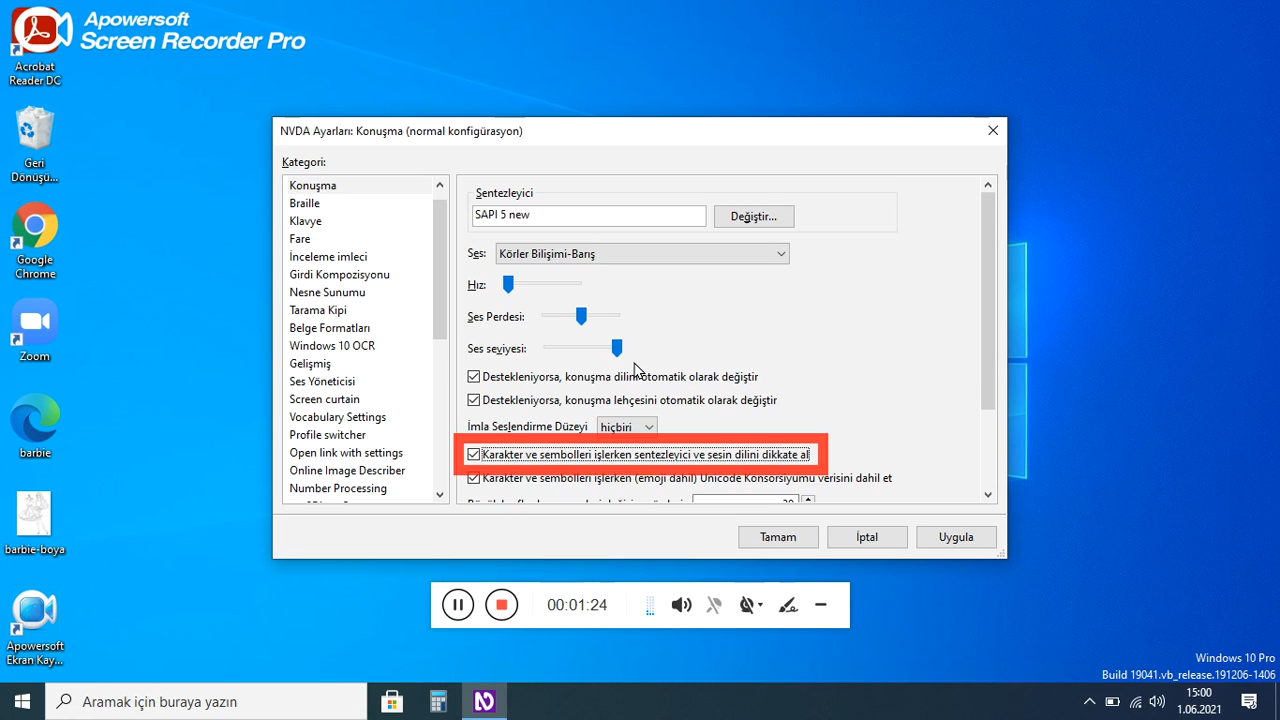 Apowersoft
Screen Recorder Pro
Acrobat
Reader DC
Geri
Dönüşü...
Google
Chrome
Zoom
barbie
barbie-boya
Apowersoft
Ekran Kay...
NVDA Ayarları: Konuşma (normal konfigürasyon)
Kategori:
Konuşma
Braille
Klavye
Fare
İnceleme imleci
Girdi Kompozisyonu
Nesne Sunumu
Tarama Kipi
Belge Formatları
Windows 10 OCR
Gelişmiş
Ses Yöneticisi
Screen curtain
Vocabulary Settings
Profile switcher
Open link with settings
Online Image Describer
Number Processing
Sentezleyici
SAPI 5 new
Değiştir...
Ses:
Körler Bilişimi-Barış
Hız:
Ses Perdesi:
Ses seviyesi:
Destekleniyorsa, konuşma dilini otomatik olarak değiştir
Destekleniyorsa, konuşma lehçesini otomatik olarak değiştir
İmla Seslendirme Düzeyi
hiçbiri
Karakter ve sembolleri işlerken sentezleyici ve sesin dilini dikkate al
Karakter ve sembolleri işlerken (emoji dahil) Unicode Konsorsiyumu verisini dahil et
Tamam
İptal
Uygula
00:01:24
Windows 10 Pro
Build 19041.vb_release.191206-1406
Aramak için buraya yazın
15:00
1.06.2021